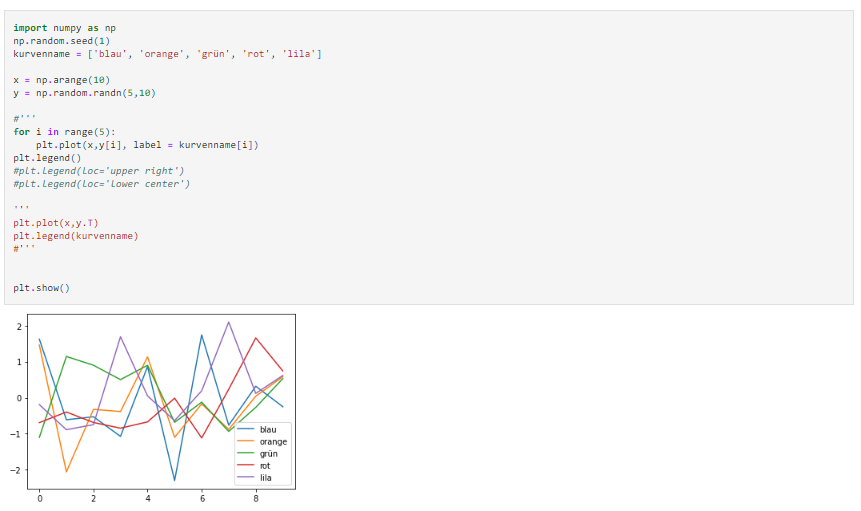 import numpy as np
np.random.seed(1)
kurvenname = ['blau', 'orange', 'grün', 'rot', 'lila']
x = np.arange(10)
y = np.random.randn(5,10)
#'''
for i in range(5):
    plt.plot(x,y[i], label = kurvenname[i])
plt.legend()
#plt.legend(loc='upper right')
#plt.legend(loc='lower center')
'''
plt.plot(x,y.T)
plt.legend(kurvenname)
#'''
plt.show()
2
1
0
−1
−2
blau
orange
grün
rot
lila
0 2 4 6 8